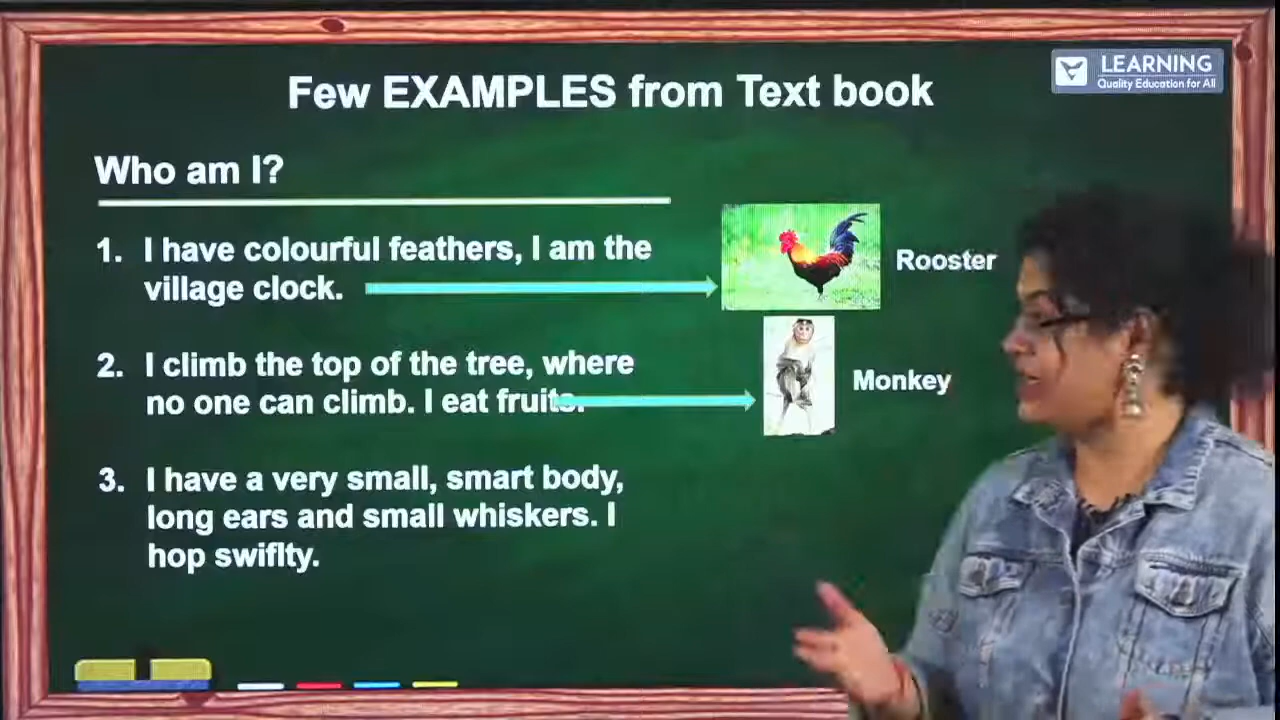 LEARNING
Quality Education for All
Few EXAMPLES from Text book
Who am I?
1. I have colourful feathers, I am the
village clock.
Rooster
2. I climb the top of the tree, where
no one can climb. I eat fruits.
Monkey
3. I have a very small, smart body,
long ears and small whiskers. I
hop swiflty.